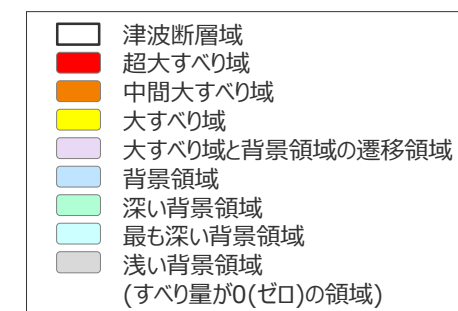 津波断層域
超大すべり域
中間大すべり域
大すべり域
大すべり域と背景領域の遷移領域
背景領域
深い背景領域
最も深い背景領域
浅い背景領域
(すべり量が0(ゼロ)の領域)